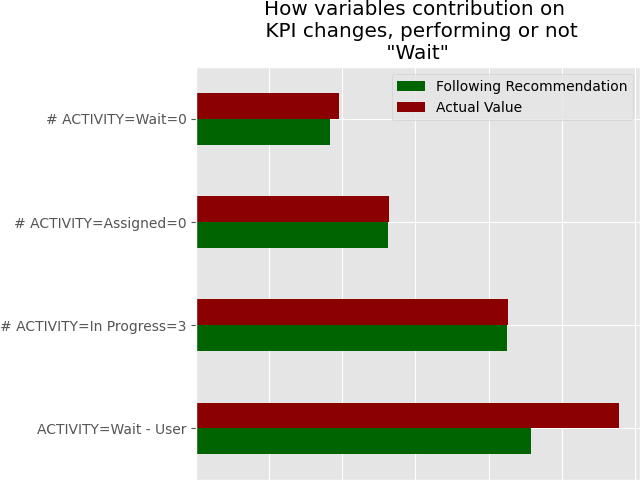 How variables contribution on
KPI changes, performing or not
"Wait"
Following Recommendation
Actual Value
# ACTIVITY=Wait=0
# ACTIVITY=Assigned=0
# ACTIVITY=In Progress=3
ACTIVITY=Wait - User